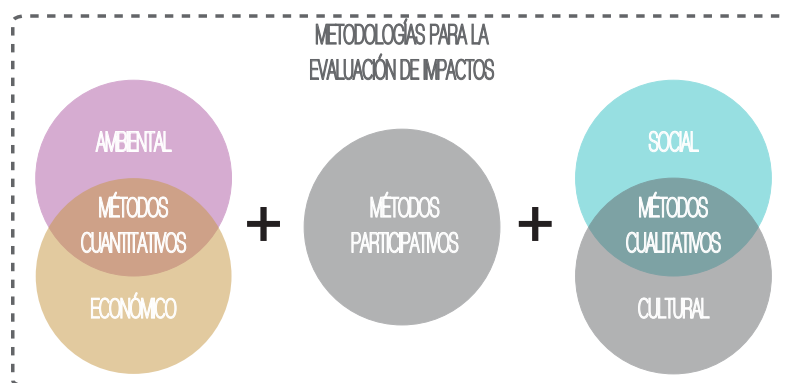 METODOLOGÍAS PARA LA
EVALUACIÓN DE IMPACTOS
AMBIENTAL
MÉTODOS
CUANTITATIVOS
ECONÓMICO
+
MÉTODOS
PARTICIPATIVOS
+
SOCIAL
MÉTODOS
CUALITATIVOS
CULTURAL